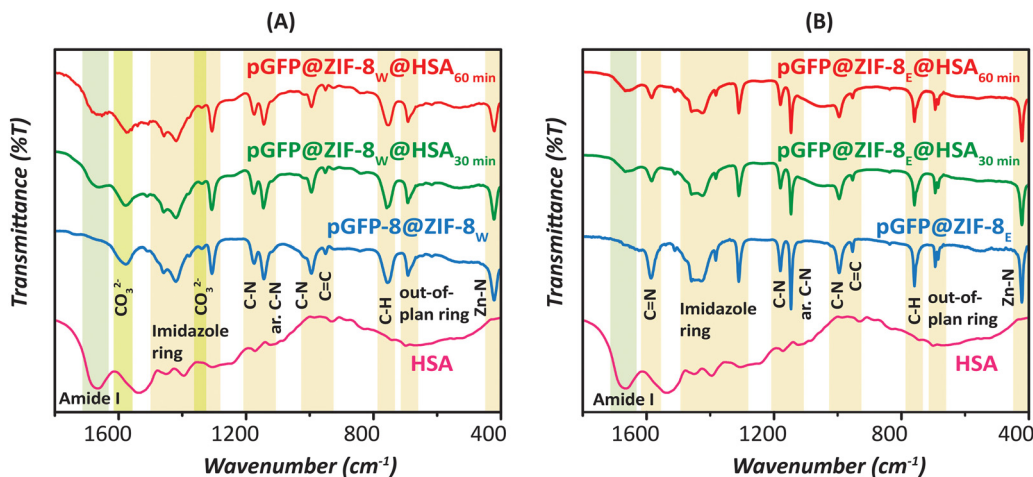 (A)
pGFP@ZIF-8W@HSA60 min
pGFP@ZIF-8W@HSA30 min
pGFP-8@ZIF-8W
CO3 2-
CO3 2-
Imidazole
ring
C-N
ar. C-N
C-N
C=C
C-H
out-of-
plan ring
Zn-N
HSA
Amide I
Transmittance (%T)
1600
1200
800
400
Wavenumber (cm-1)
(B)
pGFP@ZIF-8E@HSA60 min
pGFP@ZIF-8E@HSA30 min
pGFP@ZIF-8E
C=N
Imidazole
ring
C-N
ar. C-N
C-N
C=C
C-H
out-of-
plan ring
Zn-N
HSA
Amide I
Transmittance (%T)
1600
1200
800
400
Wavenumber (cm-1)